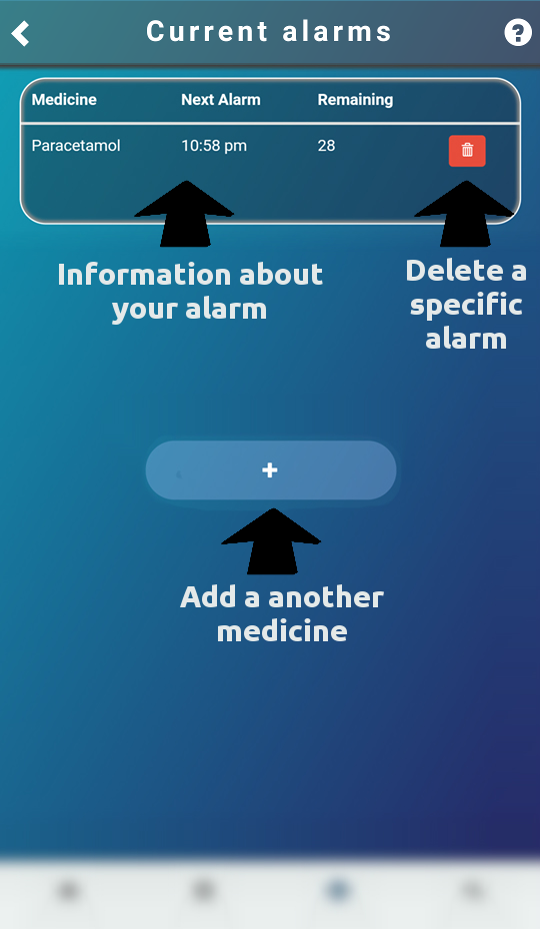 Current alarms
Medicine Next Alarm Remaining
Paracetamol 10:58 pm 28
Information about
your alarm
Delete a
specific
alarm
Add a another
medicine